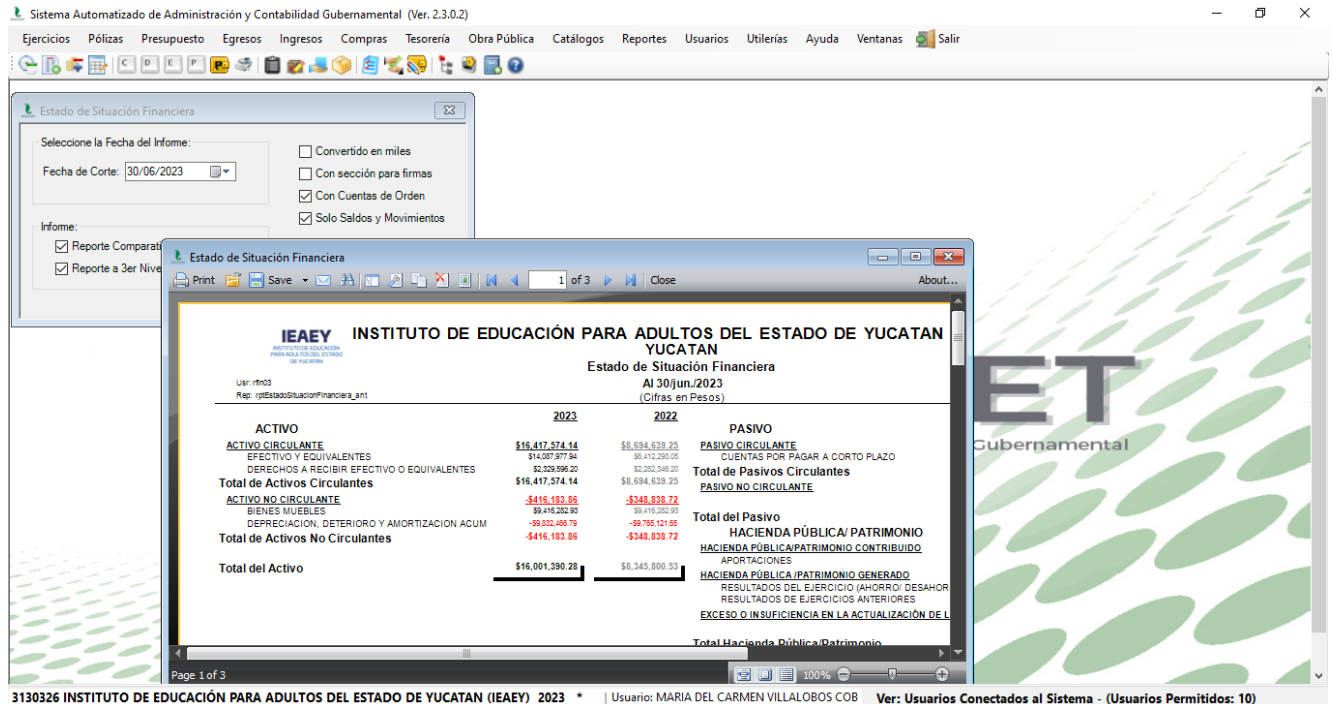 Sistema Automatizado de Administración y Contabilidad Gubernamental (Ver. 2.3.0.2)
Ejercicios Pólizas Presupuesto Egresos Ingresos Compras Tesorería Obra Pública Catálogos Reportes Usuarios Utilerías Ayuda Ventanas Salir
C D E P
Estado de Situación Financiera
Seleccione la Fecha del Informe:
Fecha de Corte: 30/06/2023
Convertido en miles
Con sección para firmas
Con Cuentas de Orden
Solo Saldos y Movimientos
Informe:
Reporte Comparati
Reporte a 3er Nive
Estado de Situación Financiera
Print Save 1 of 3 Close About...
IEAEY
INSTITUTO DE EDUCACIÓN
PARA ADULTOS DEL ESTADO
DE YUCATÁN
INSTITUTO DE EDUCACIÓN PARA ADULTOS DEL ESTADO DE YUCATAN
YUCATAN
Estado de Situación Financiera
Usr: rfin03
Al 30/jun./2023
Rep: rptEstadoSituacionFinanciera_ant
(Cifras en Pesos)
2023 2022
ACTIVO PASIVO
ACTIVO CIRCULANTE $16,417,574.14 $8,694,639.25 PASIVO CIRCULANTE
EFECTIVO Y EQUIVALENTES $14,087,977.94 $6,412,293.05 CUENTAS POR PAGAR A CORTO PLAZO
DERECHOS A RECIBIR EFECTIVO O EQUIVALENTES $2,329,596.20 $2,282,346.20 Total de Pasivos Circulantes
Total de Activos Circulantes $16,417,574.14 $8,694,639.25 PASIVO NO CIRCULANTE
ACTIVO NO CIRCULANTE -$416,183.86 -$348,838.72
BIENES MUEBLES $9,416,282.93 $9,416,282.93 Total del Pasivo
DEPRECIACION, DETERIORO Y AMORTIZACION ACUM -$9,832,466.79 -$9,765,121.65
Total de Activos No Circulantes -$416,183.86 -$348,838.72 HACIENDA PÚBLICA/ PATRIMONIO
HACIENDA PÚBLICA/PATRIMONIO CONTRIBUIDO
APORTACIONES
Total del Activo $16,001,390.28 $8,345,800.53 HACIENDA PÚBLICA /PATRIMONIO GENERADO
RESULTADOS DEL EJERCICIO (AHORRO/ DESAHOR
RESULTADOS DE EJERCICIOS ANTERIORES
EXCESO O INSUFICIENCIA EN LA ACTUALIZACIÓN DE L
Total Hacienda Pública/Patrimonio
Page 1 of 3 100%
ET
Gubernamental
3130326 INSTITUTO DE EDUCACIÓN PARA ADULTOS DEL ESTADO DE YUCATAN (IEAEY) 2023 * | Usuario: MARIA DEL CARMEN VILLALOBOS COB Ver: Usuarios Conectados al Sistema - (Usuarios Permitidos: 10)